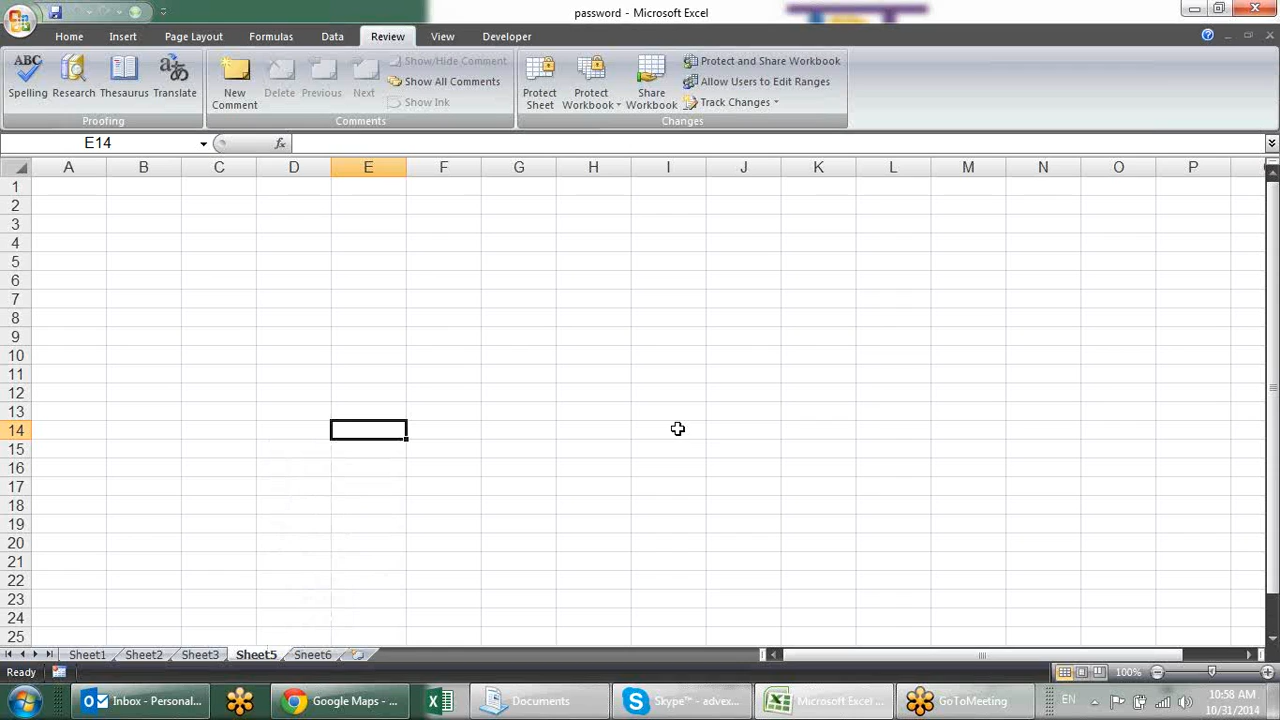 password - Microsoft Excel
Home Insert Page Layout Formulas Data Review View Developer
ABC
Spelling Research Thesaurus Translate
Proofing
New Comment Delete Previous Next
Show/Hide Comment
Show All Comments
Show Ink
Comments
Protect Sheet Protect Workbook Share Workbook
Protect and Share Workbook
Allow Users to Edit Ranges
Track Changes
Changes
E14 fx
A B C D E F G H I J K L M N O P
1
2
3
4
5
6
7
8
9
10
11
12
13
14
15
16
17
18
19
20
21
22
23
24
25
Sheet1 Sheet2 Sheet3 Sheet5 Sheet6
Ready 100%
Inbox - Personal... Google Maps - ... Documents Skype™ - advex... Microsoft Excel ... GoToMeeting EN 10:58 AM
10/31/2014